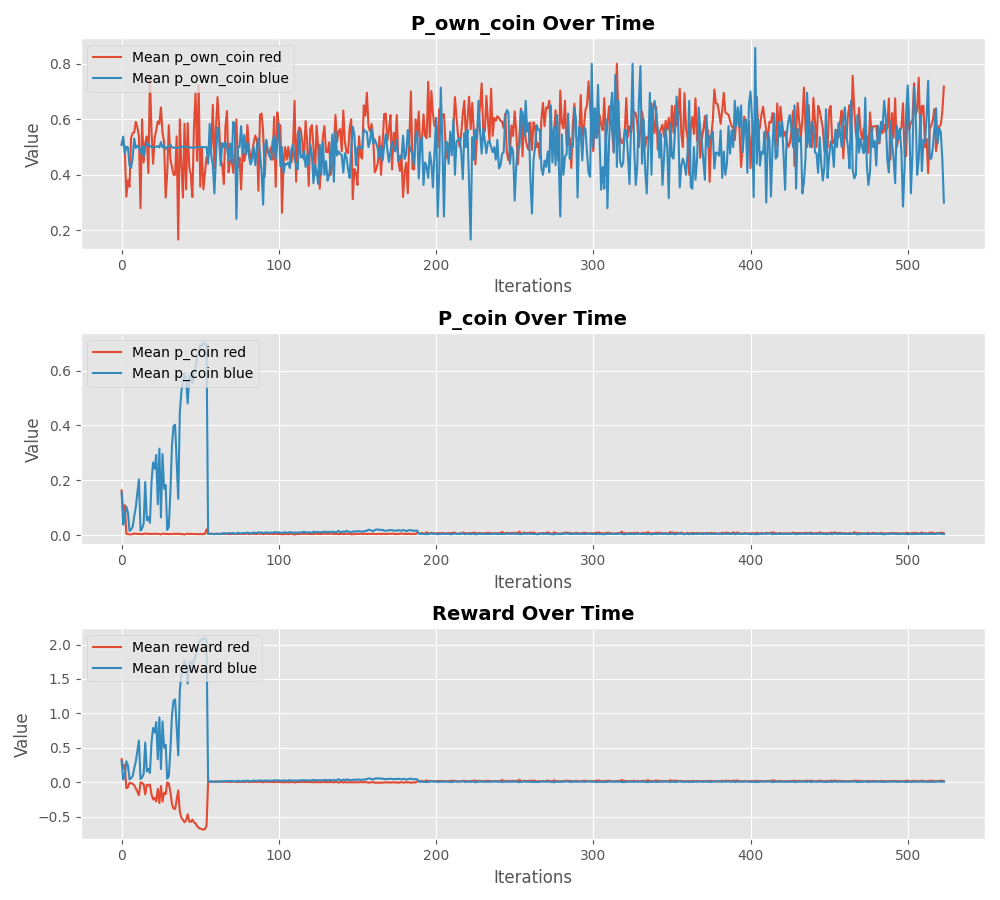 P_own_coin Over Time
Mean p_own_coin red
Mean p_own_coin blue
Value
0.8
0.6
0.4
0.2
0 100 200 300 400 500
Iterations
P_coin Over Time
Mean p_coin red
Mean p_coin blue
Value
0.6
0.4
0.2
0.0
0 100 200 300 400 500
Iterations
Reward Over Time
Mean reward red
Mean reward blue
Value
2.0
1.5
1.0
0.5
0.0
−0.5
0 100 200 300 400 500
Iterations